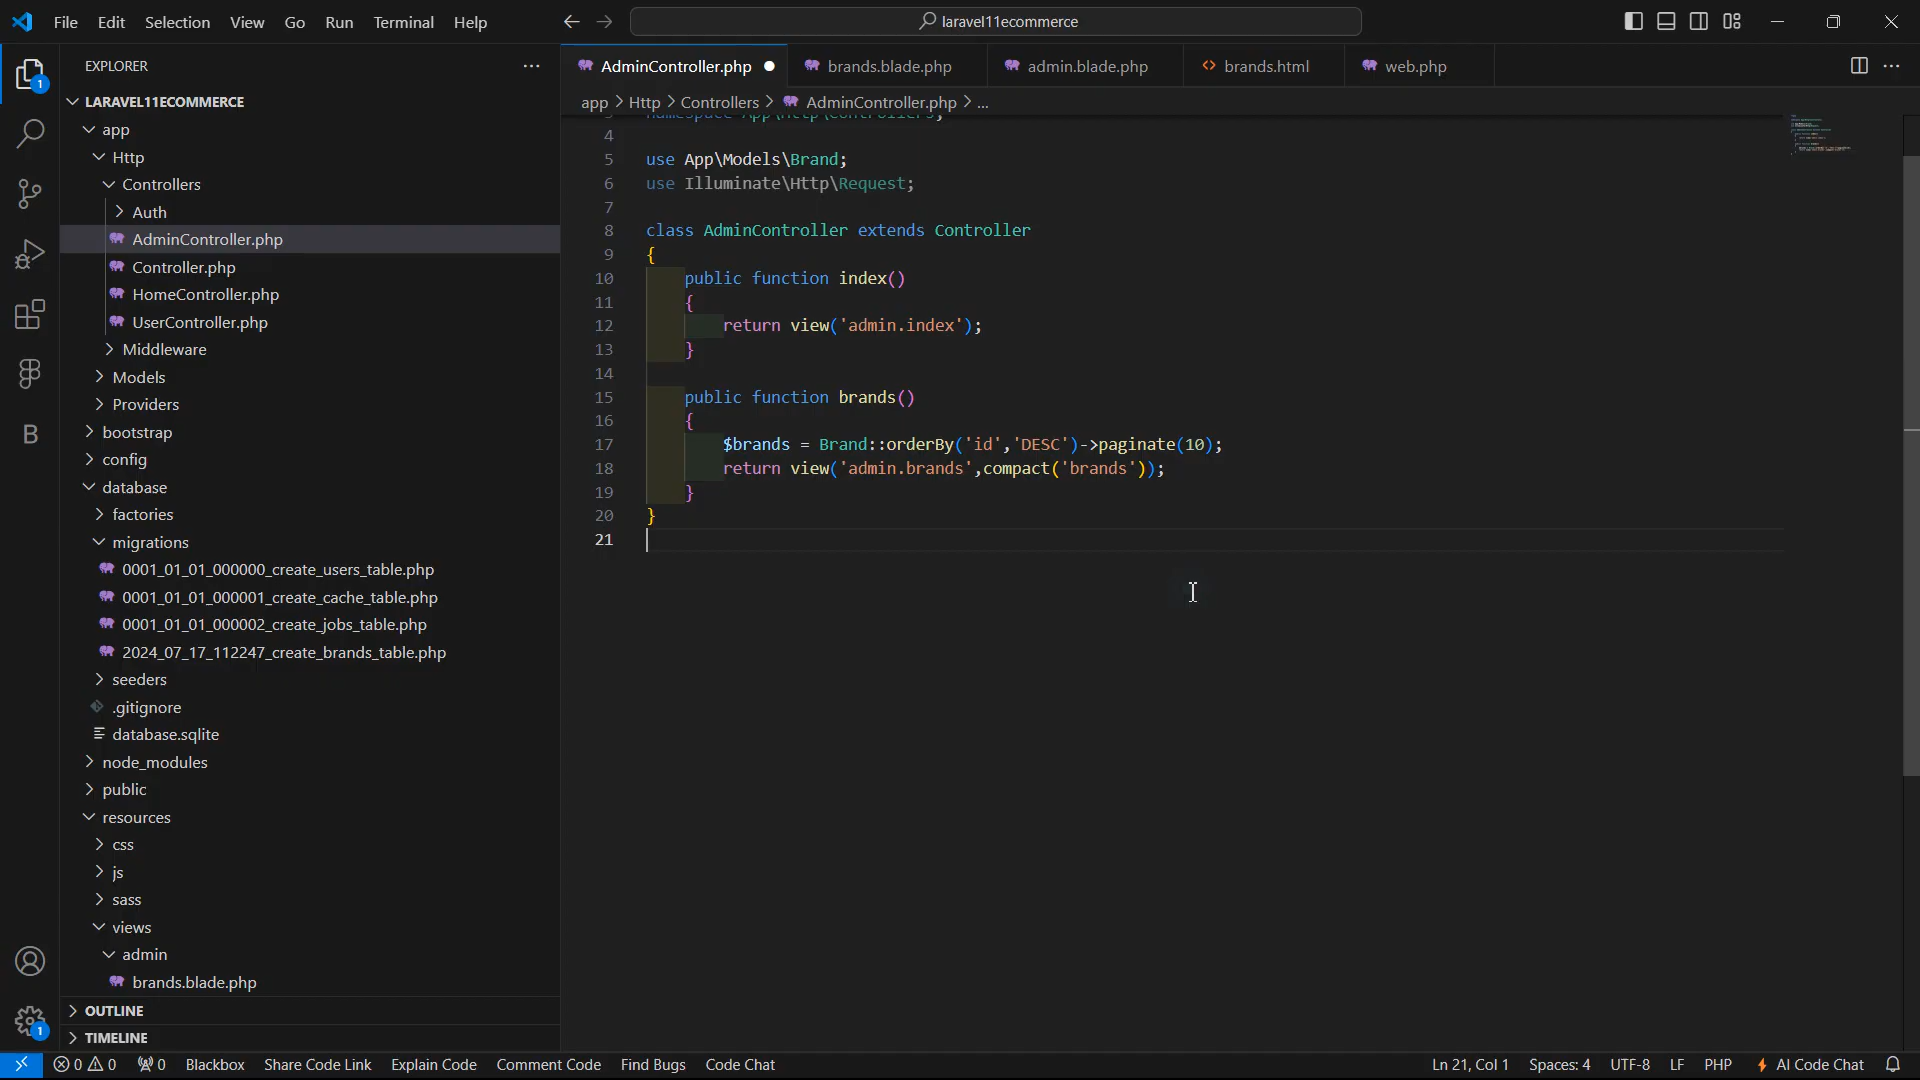 File Edit Selection View Go Run Terminal Help
laravel11ecommerce
EXPLORER
LARAVEL11ECOMMERCE
app
Http
Controllers
Auth
AdminController.php
Controller.php
HomeController.php
UserController.php
Middleware
Models
Providers
bootstrap
config
database
factories
migrations
0001_01_01_000000_create_users_table.php
0001_01_01_000001_create_cache_table.php
0001_01_01_000002_create_jobs_table.php
2024_07_17_112247_create_brands_table.php
seeders
.gitignore
database.sqlite
node_modules
public
resources
css
js
sass
views
admin
brands.blade.php
OUTLINE
TIMELINE
AdminController.php brands.blade.php admin.blade.php brands.html web.php
app > Http > Controllers > AdminController.php > ...
3 namespace App\Http\Controllers;
4
5 use App\Models\Brand;
6 use Illuminate\Http\Request;
7
8 class AdminController extends Controller
9 {
10 public function index()
11 {
12 return view('admin.index');
13 }
14
15 public function brands()
16 {
17 $brands = Brand::orderBy('id','DESC')->paginate(10);
18 return view('admin.brands',compact('brands'));
19 }
20 }
21
B
1
1
0 0 0 Blackbox Share Code Link Explain Code Comment Code Find Bugs Code Chat Ln 21, Col 1 Spaces: 4 UTF-8 LF PHP AI Code Chat